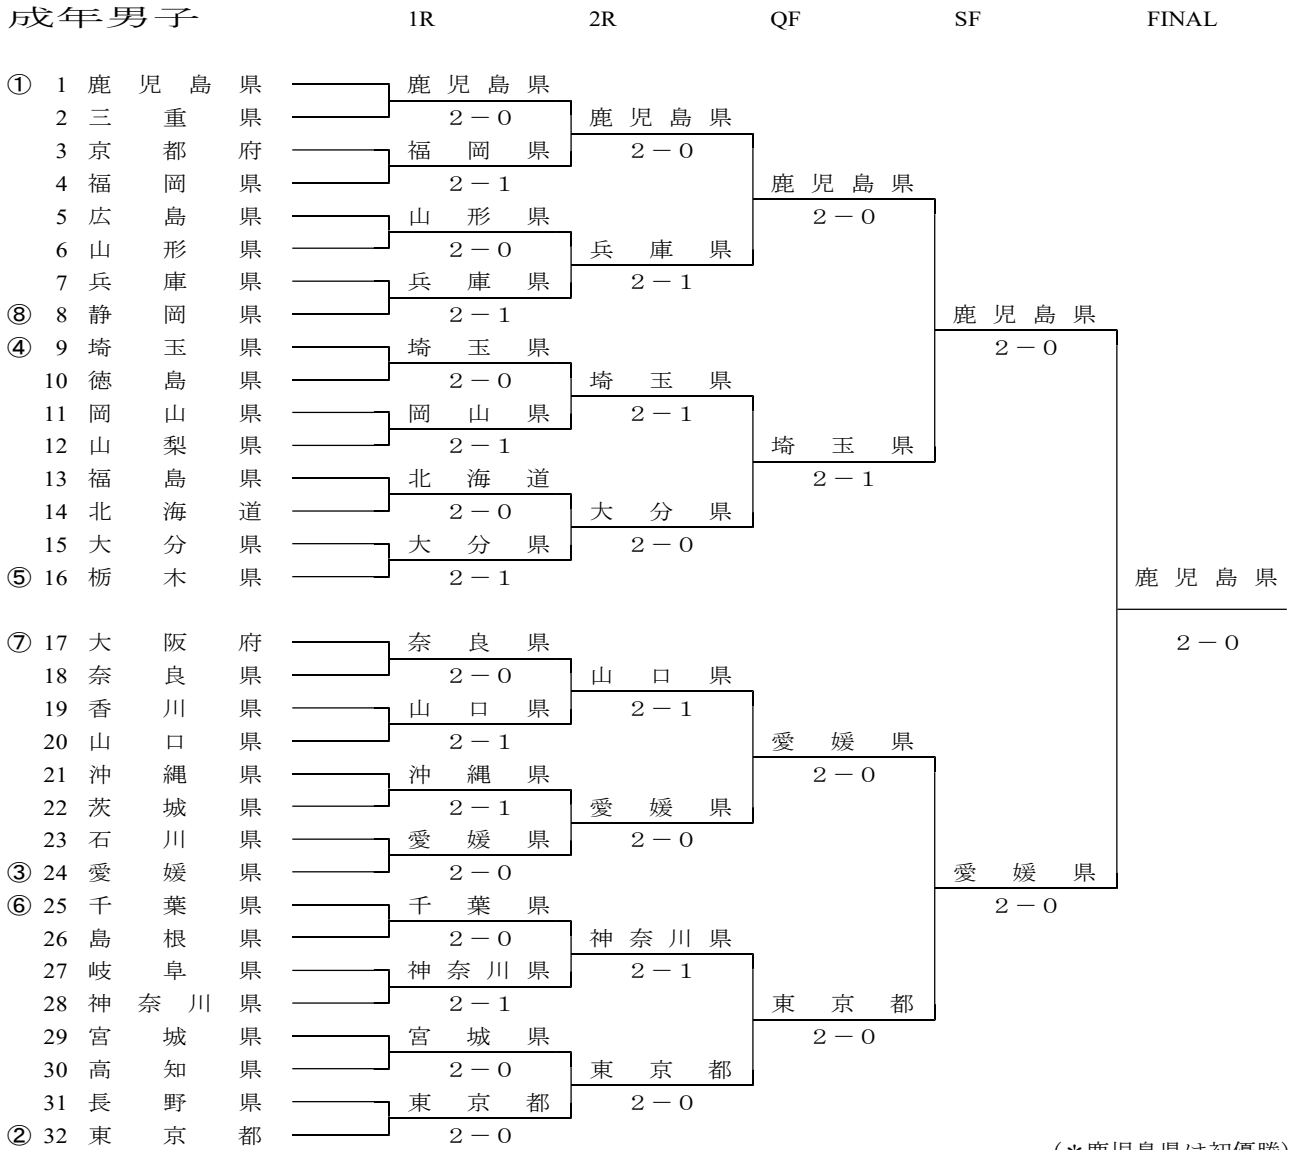 成年男子 1R 2R QF SF FINAL
① 1 鹿児島県 鹿児島県
2 三重県 2－0 鹿児島県
3 京都府 福岡県 2－0
4 福岡県 2－1 鹿児島県
5 広島県 山形県 2－0
6 山形県 2－0 兵庫県
7 兵庫県 兵庫県 2－1
⑧ 8 静岡県 2－1 鹿児島県
④ 9 埼玉県 埼玉県 2－0
10 徳島県 2－0 埼玉県
11 岡山県 岡山県 2－1
12 山梨県 2－1 埼玉県
13 福島県 北海道 2－1
14 北海道 2－0 大分県
15 大分県 大分県 2－0
⑤ 16 栃木県 2－1 鹿児島県
⑦ 17 大阪府 奈良県 2－0
18 奈良県 2－0 山口県
19 香川県 山口県 2－1
20 山口県 2－1 愛媛県
21 沖縄県 沖縄県 2－0
22 茨城県 2－1 愛媛県
23 石川県 愛媛県 2－0
③ 24 愛媛県 2－0 愛媛県
⑥ 25 千葉県 千葉県 2－0
26 島根県 2－0 神奈川県
27 岐阜県 神奈川県 2－1
28 神奈川県 2－1 東京都
29 宮城県 宮城県 2－0
30 高知県 2－0 東京都
31 長野県 東京都 2－0
② 32 東京都 2－0
(＊鹿児島県は初優勝)